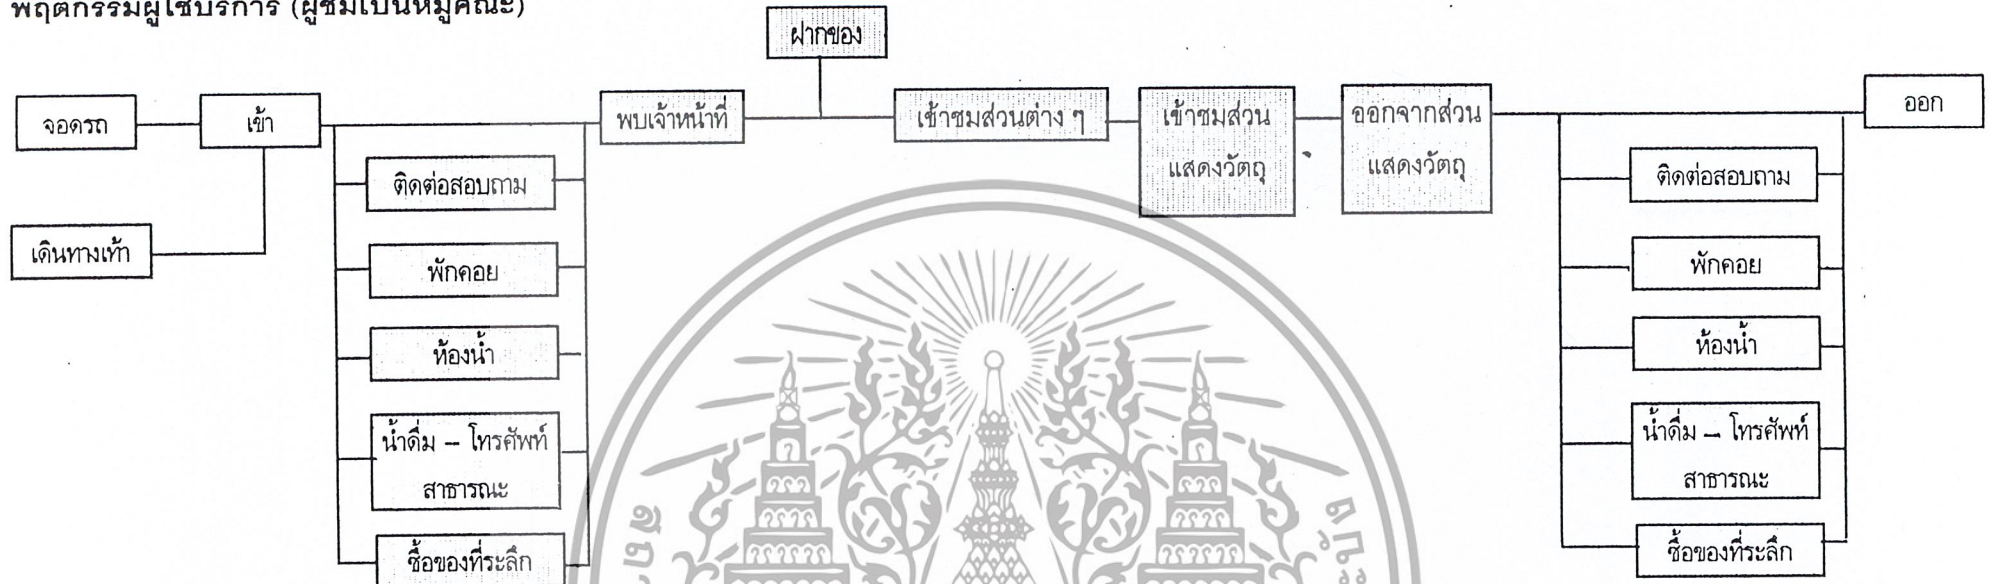 พฤติกรรมผู้ใช้บริการ (ผู้ชมเป็นหมู่คณะ)
ฝากของ
จอดรถ
เข้า
พบเจ้าหน้าที่
เข้าชมส่วนต่าง ๆ
เข้าชมส่วน
แสดงวัตถุ
ออกจากส่วน
แสดงวัตถุ
ออก
เดินทางเท้า
ติดต่อสอบถาม
พักคอย
ห้องน้ำ
น้ำดื่ม – โทรศัพท์
สาธารณะ
ซื้อของที่ระลึก
ติดต่อสอบถาม
พักคอย
ห้องน้ำ
น้ำดื่ม – โทรศัพท์
สาธารณะ
ซื้อของที่ระลึก